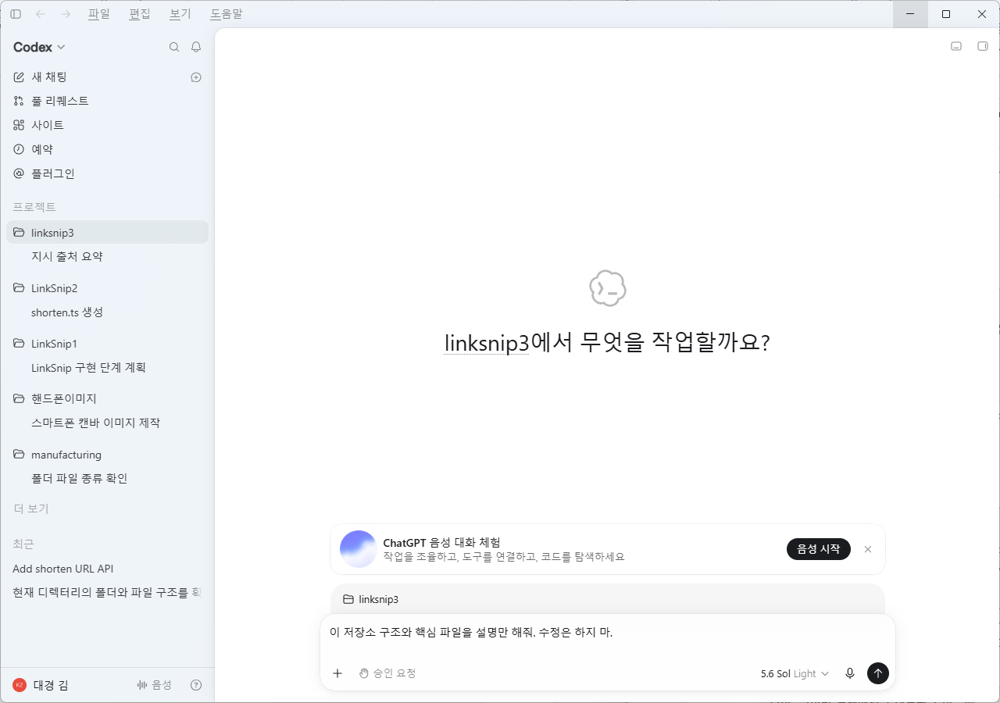 파일 편집 보기 도움말
Codex
새 채팅
풀 리퀘스트
사이트
예약
플러그인
프로젝트
linksnip3
지시 출처 요약
LinkSnip2
shorten.ts 생성
LinkSnip1
LinkSnip 구현 단계 계획
핸드폰이미지
스마트폰 캔바 이미지 제작
manufacturing
폴더 파일 종류 확인
더 보기
최근
Add shorten URL API
현재 디렉터리의 폴더와 파일 구조를
KZ 대경 김 음성
linksnip3에서 무엇을 작업할까요?
ChatGPT 음성 대화 체험
작업을 조율하고, 도구를 연결하고, 코드를 탐색하세요
음성 시작
linksnip3
이 저장소 구조와 핵심 파일을 설명만 해줘. 수정은 하지 마.
승인 요청 5.6 Sol Light